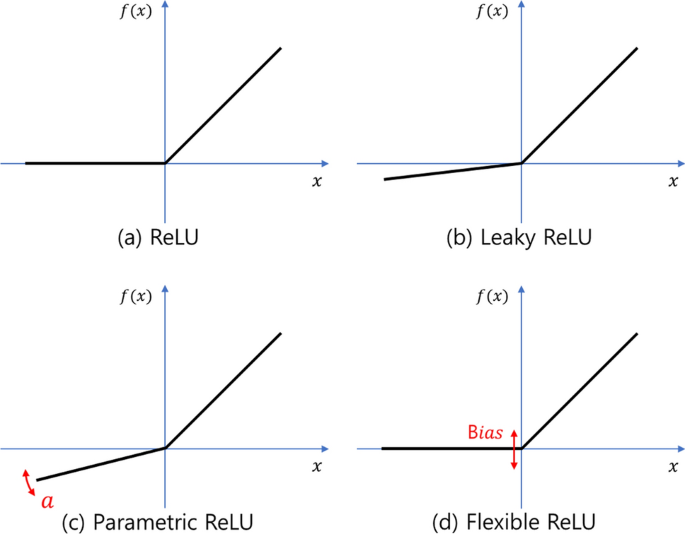 f(x)
f(x)
x
x
(a) ReLU
(b) Leaky ReLU
f(x)
f(x)
Bias
x
x
a
(c) Parametric ReLU
(d) Flexible ReLU